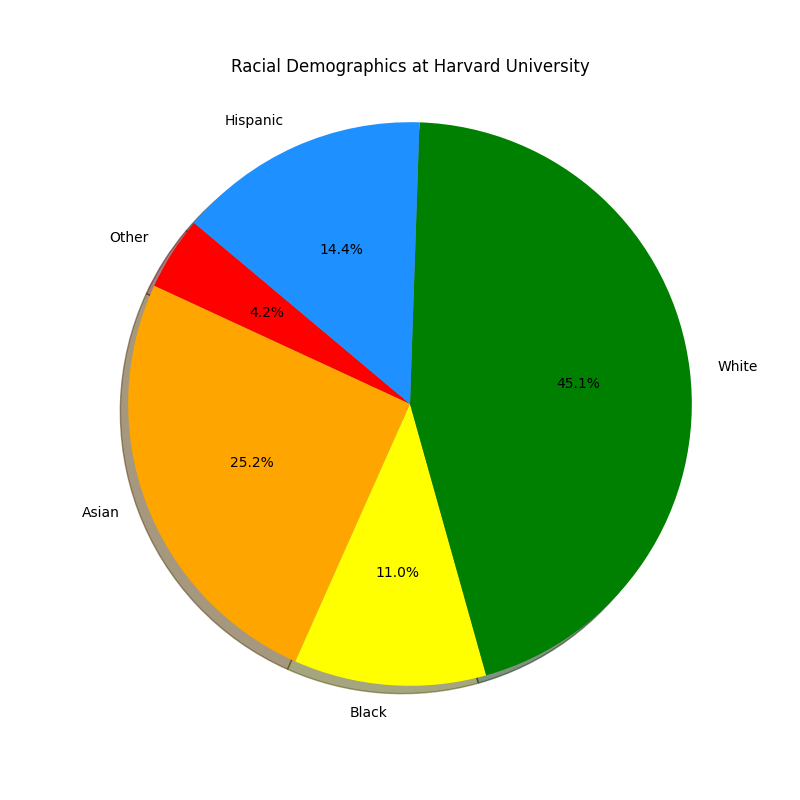 Racial Demographics at Harvard University
Hispanic
Other
14.4%
4.2%
White
45.1%
25.2%
Asian
11.0%
Black